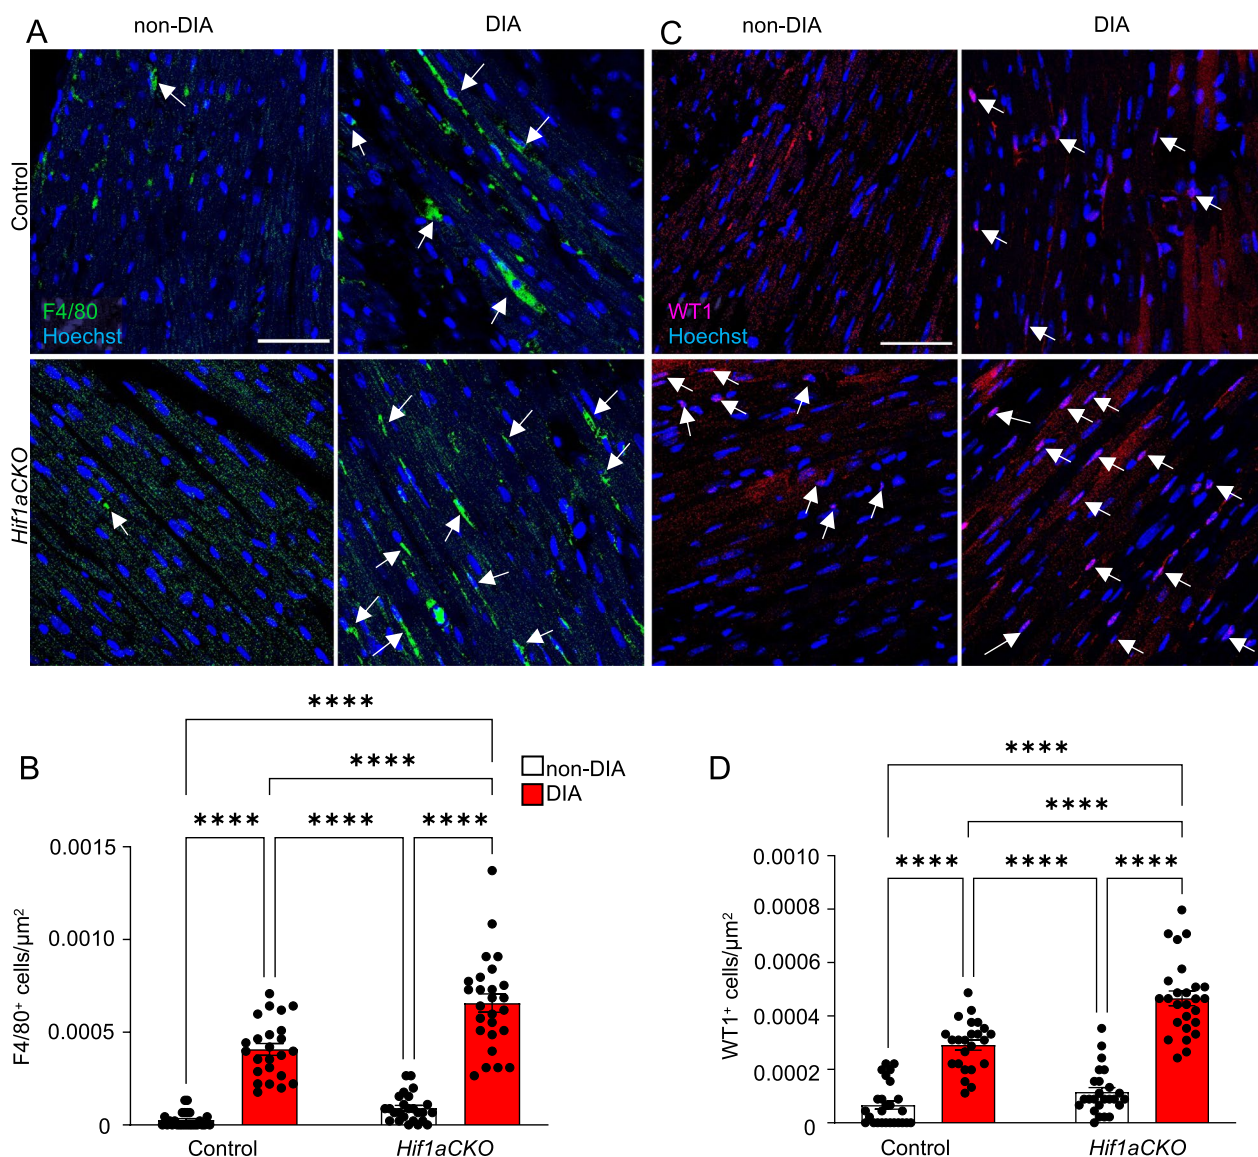 A
non-DIA
DIA
C
non-DIA
DIA
Control
F4/80
Hoechst
WT1
Hoechst
Hif1aCKO
B
****
****
non-DIA
DIA
****
****
****
F4/80⁺ cells/µm²
0.0015
0.0010
0.0005
0
Control
Hif1aCKO
D
****
****
****
****
****
WT1⁺ cells/µm²
0.0010
0.0008
0.0006
0.0004
0.0002
0
Control
Hif1aCKO